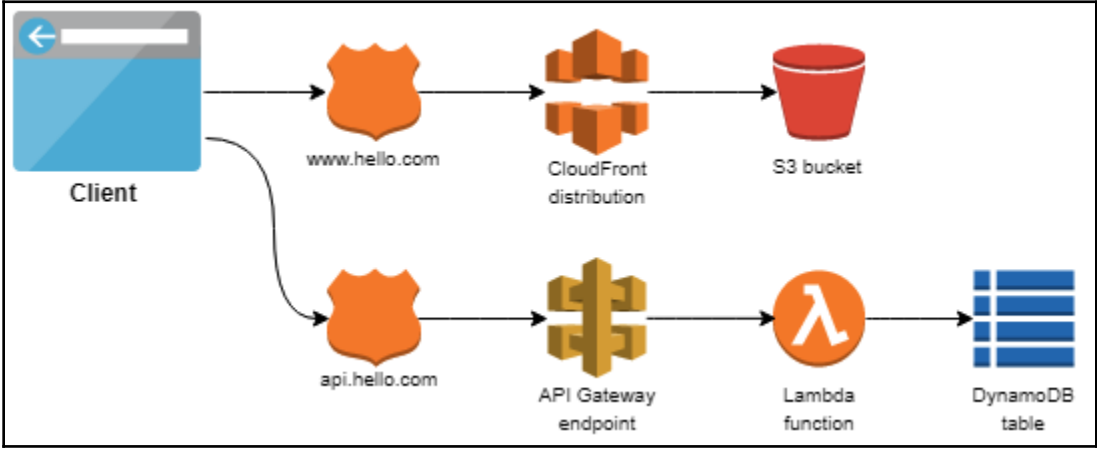 Client
www.hello.com
CloudFront
distribution
S3 bucket
api.hello.com
API Gateway
endpoint
Lambda
function
DynamoDB
table